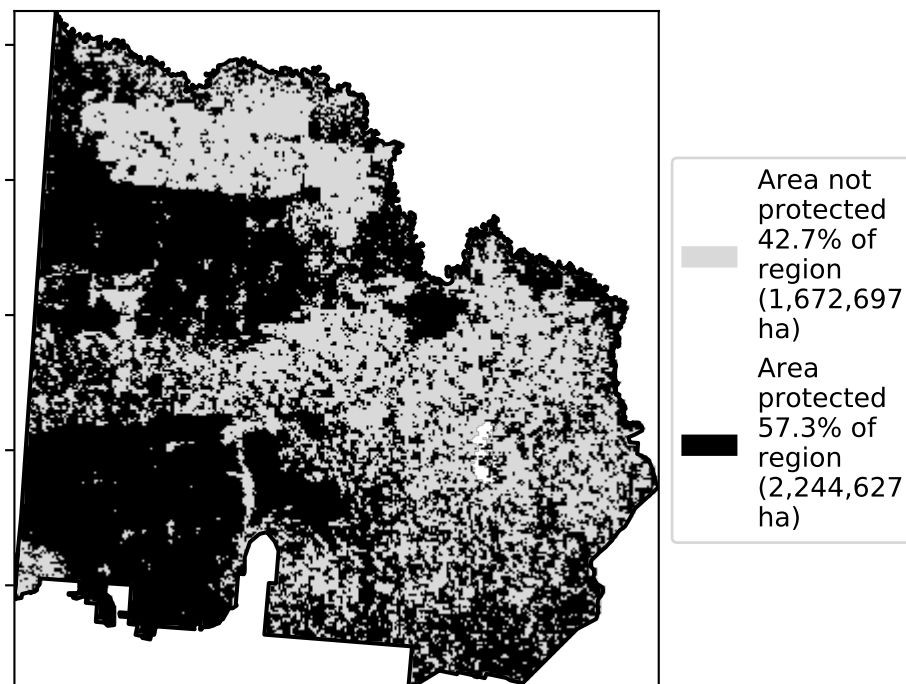 Area not
protected
42.7% of
region
(1,672,697
ha)
Area
protected
57.3% of
region
(2,244,627
ha)